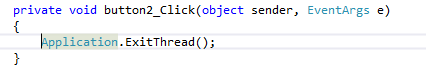 private void button2_Click(object sender, EventArgs e)
{
Application.ExitThread();
}